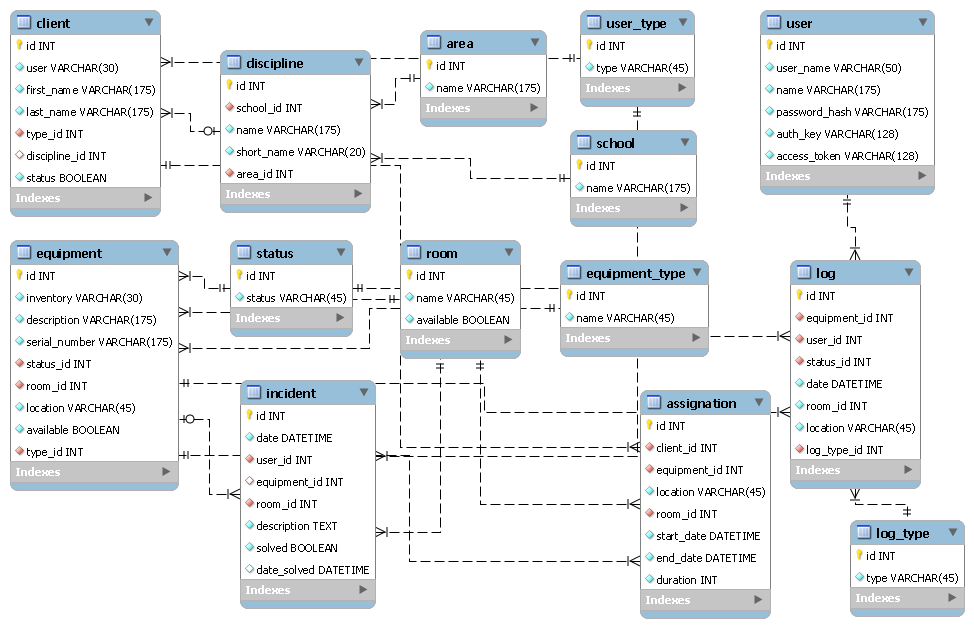 client
id INT
user VARCHAR(30)
first_name VARCHAR(175)
last_name VARCHAR(175)
type_id INT
discipline_id INT
status BOOLEAN
Indexes
discipline
id INT
school_id INT
name VARCHAR(175)
short_name VARCHAR(20)
area_id INT
Indexes
area
id INT
name VARCHAR(175)
Indexes
user_type
id INT
type VARCHAR(45)
Indexes
school
id INT
name VARCHAR(175)
Indexes
user
id INT
user_name VARCHAR(50)
name VARCHAR(175)
password_hash VARCHAR(175)
auth_key VARCHAR(128)
access_token VARCHAR(128)
Indexes
equipment
id INT
inventory VARCHAR(30)
description VARCHAR(175)
serial_number VARCHAR(175)
status_id INT
room_id INT
location VARCHAR(45)
available BOOLEAN
type_id INT
Indexes
status
id INT
status VARCHAR(45)
Indexes
room
id INT
name VARCHAR(45)
available BOOLEAN
Indexes
equipment_type
id INT
name VARCHAR(45)
Indexes
log
id INT
equipment_id INT
user_id INT
status_id INT
date DATETIME
room_id INT
location VARCHAR(45)
log_type_id INT
Indexes
incident
id INT
date DATETIME
user_id INT
equipment_id INT
room_id INT
description TEXT
solved BOOLEAN
date_solved DATETIME
Indexes
assignation
id INT
client_id INT
equipment_id INT
location VARCHAR(45)
room_id INT
start_date DATETIME
end_date DATETIME
duration INT
Indexes
log_type
id INT
type VARCHAR(45)
Indexes